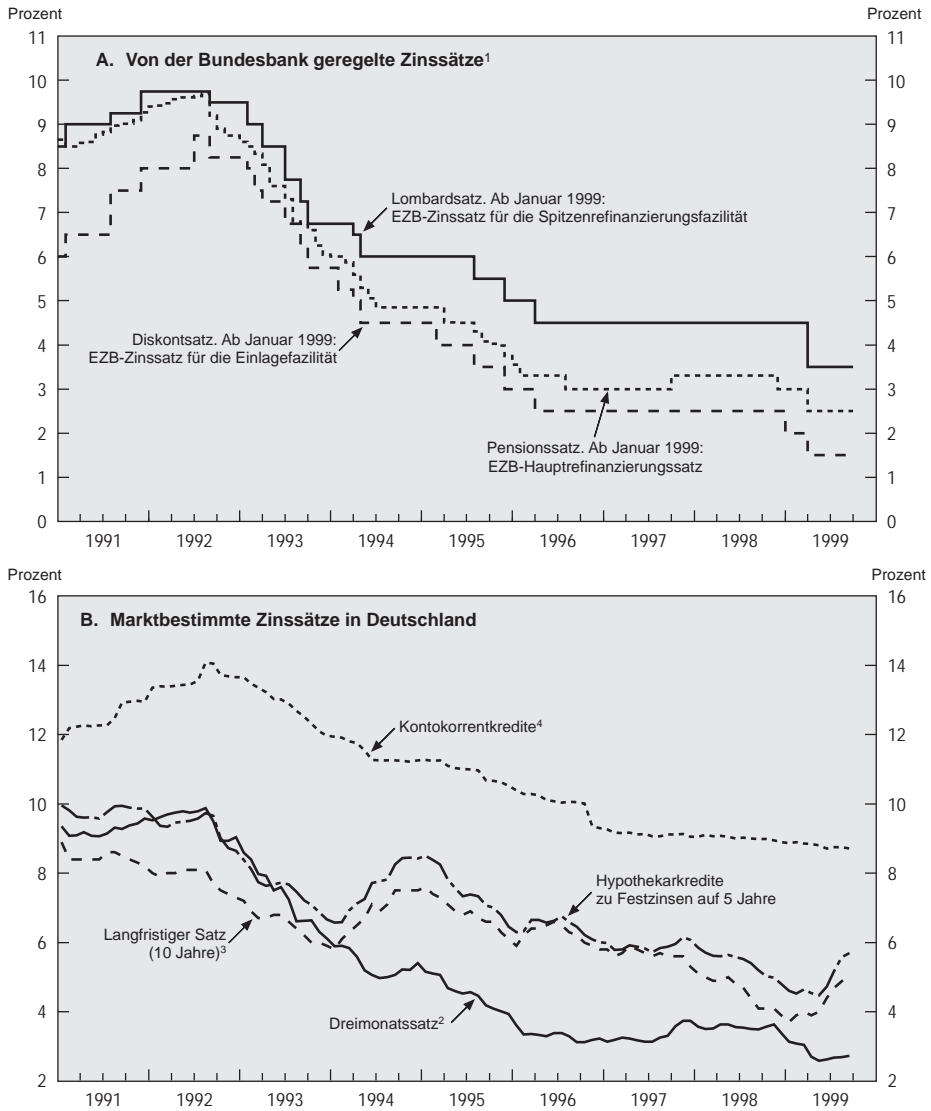 Prozent
Prozent
A. Von der Bundesbank geregelte Zinssätze¹
11
10
9
8
7
6
5
4
3
2
1
0
11
10
9
8
7
6
5
4
3
2
1
0
Lombardsatz. Ab Januar 1999:
EZB-Zinssatz für die Spitzenrefinanzierungsfazilität
Diskontsatz. Ab Januar 1999:
EZB-Zinssatz für die Einlagefazilität
Pensionssatz. Ab Januar 1999:
EZB-Hauptrefinanzierungssatz
1991 1992 1993 1994 1995 1996 1997 1998 1999
Prozent
Prozent
B. Marktbestimmte Zinssätze in Deutschland
16
14
12
10
8
6
4
2
16
14
12
10
8
6
4
2
Kontokorrentkredite⁴
Hypothekarkredite
zu Festzinsen auf 5 Jahre
Langfristiger Satz
(10 Jahre)³
Dreimonatssatz²
1991 1992 1993 1994 1995 1996 1997 1998 1999